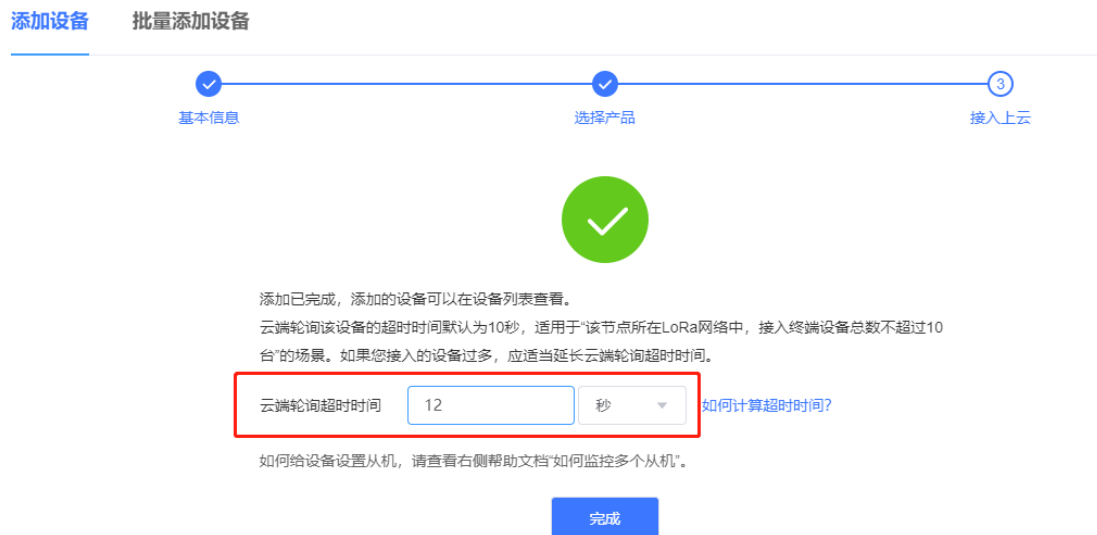 添加设备 批量添加设备
3
基本信息 选择产品 接入上云
添加已完成，添加的设备可以在设备列表查看。
云端轮询该设备的超时时间默认为10秒，适用于“该节点所在LoRa网络中，接入终端设备总数不超过10
台”的场景。如果您接入的设备过多，应适当延长云端轮询超时时间。
云端轮询超时时间 12 秒 如何计算超时时间?
如何给设备设置从机，请查看右侧帮助文档“如何监控多个从机”。
完成